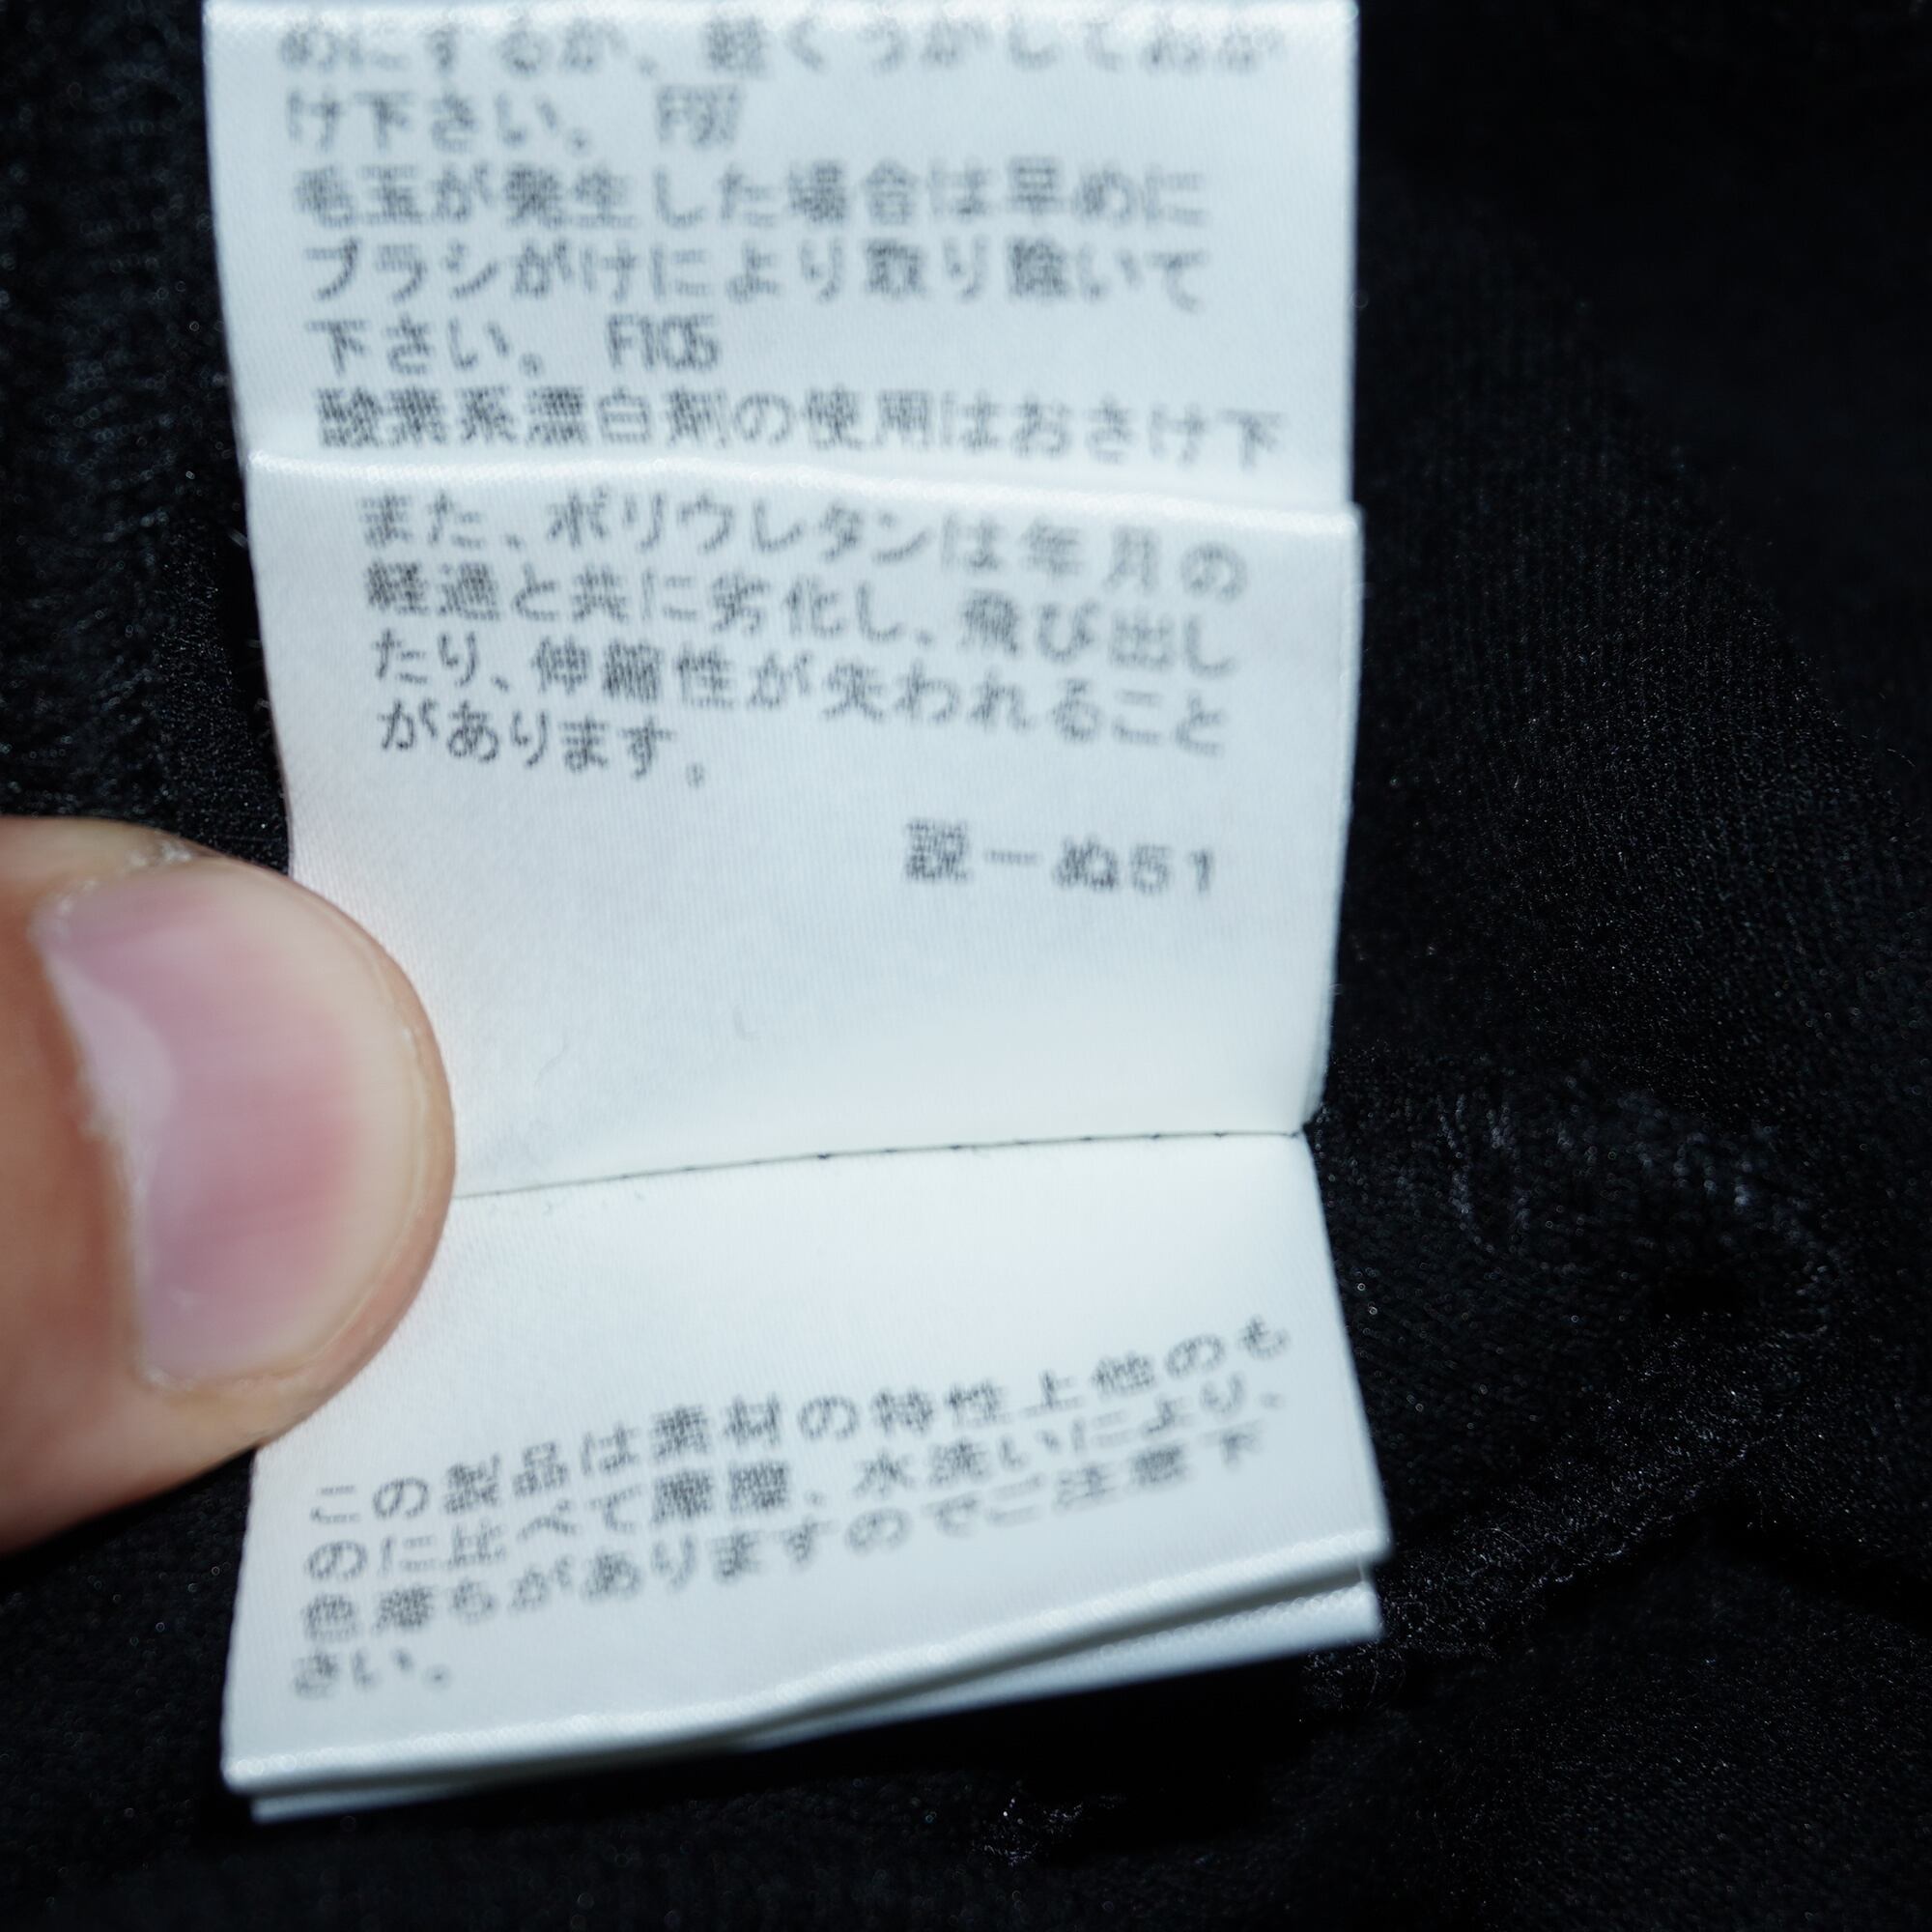 めにするか、軽くうかしておか
け下さい。 F97
毛玉が発生した場合は早めに
ブラシがけにより取り除いて
下さい。 F105
酸素系漂白剤の使用はおさけ下
また、ポリウレタンは年月の
経過と共に劣化し、飛び出し
たり、伸縮性が失われること
があります。
説ーぬ51
この製品は素材の特性上他のも
のに比べて摩擦、水洗いにより、
色落ちがありますのでご注意下
さい。